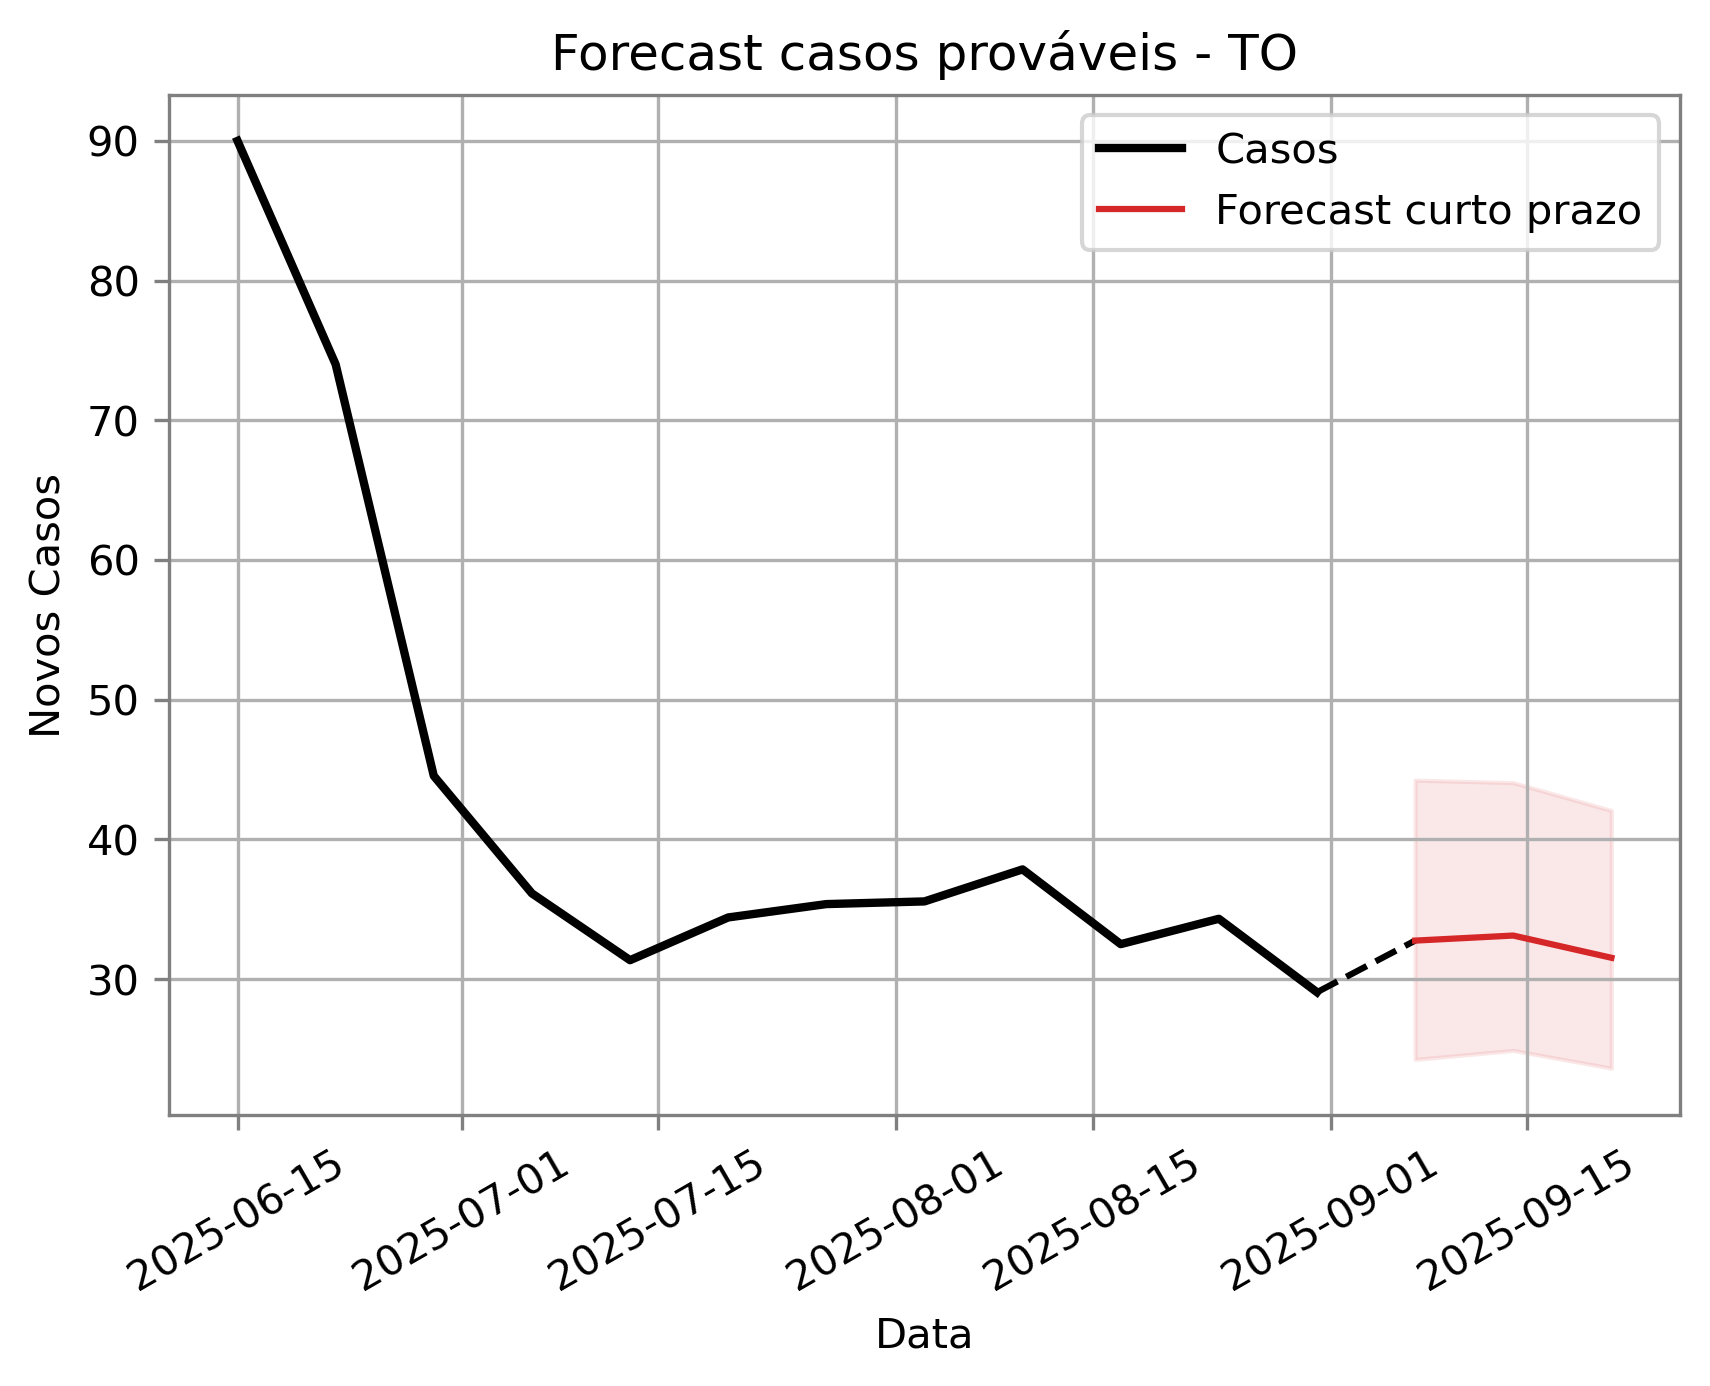 Forecast casos prováveis - TO
Casos
Forecast curto prazo
Novos Casos
90
80
70
60
50
40
30
2025-06-15
2025-07-01
2025-07-15
2025-08-01
2025-08-15
2025-09-01
2025-09-15
Data